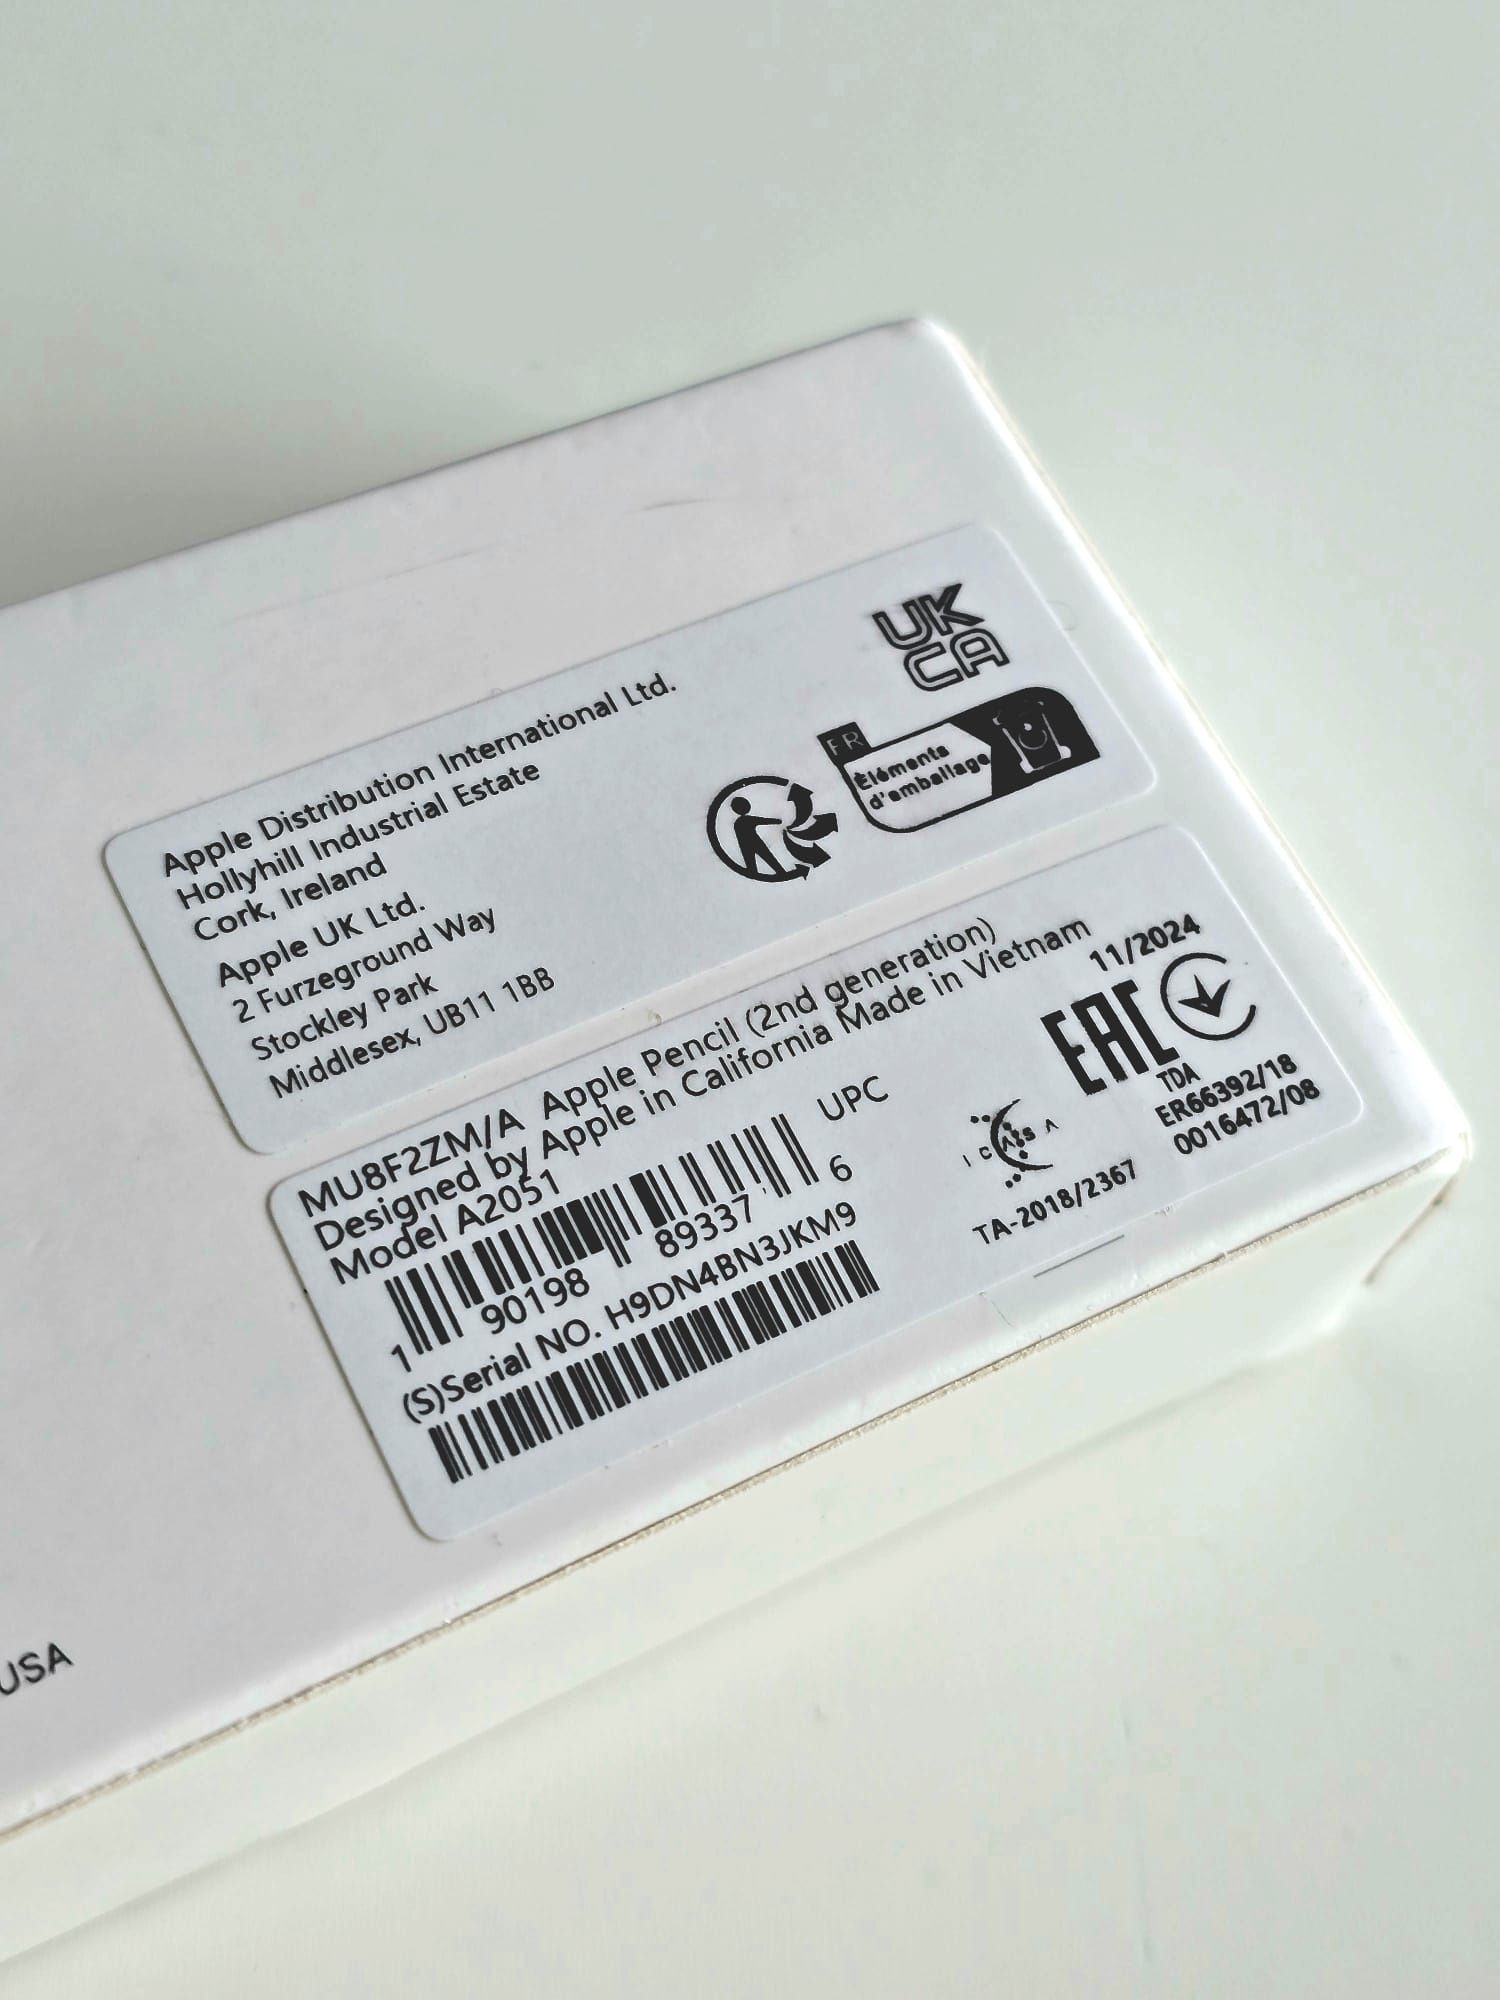 UK
CA
Apple Distribution International Ltd.
Hollyhill Industrial Estate
Cork, Ireland
Apple UK Ltd.
2 Furzeground Way
Stockley Park
Middlesex, UB11 1BB
FR
Éléments
d'emballage
MU8F2ZM/A Apple Pencil (2nd generation)
Designed by Apple in California Made in Vietnam
Model A2051
11/2024
UPC
1 90198 89337 6
(S)Serial NO. H9DN4BN3JKM9
EAC
TDA
ER66392/18
0016472/08
ICASA
TA-2018/2367
USA